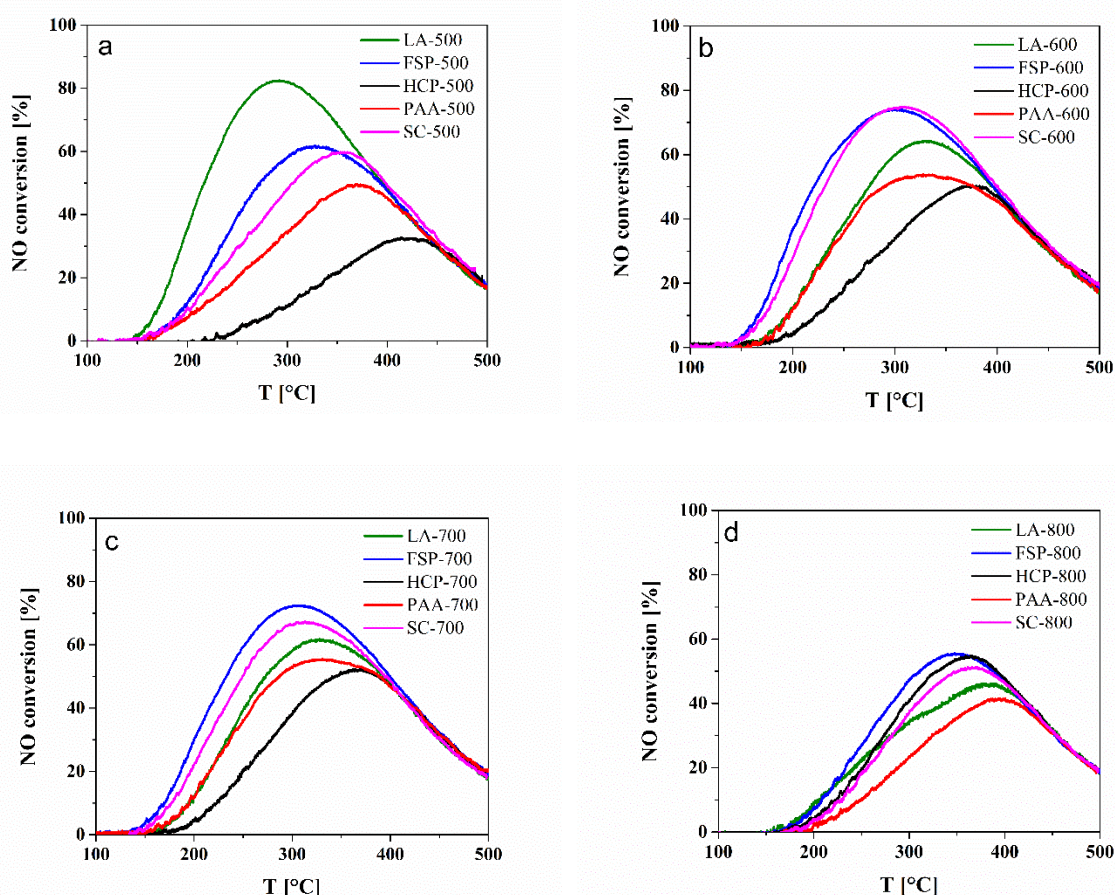 a
LA-500
FSP-500
HCP-500
PAA-500
SC-500
NO conversion [%]
100
80
60
40
20
0
100 200 300 400 500
T [°C]
b
LA-600
FSP-600
HCP-600
PAA-600
SC-600
NO conversion [%]
100
80
60
40
20
0
100 200 300 400 500
T [°C]
c
LA-700
FSP-700
HCP-700
PAA-700
SC-700
NO conversion [%]
100
80
60
40
20
0
100 200 300 400 500
T [°C]
d
LA-800
FSP-800
HCP-800
PAA-800
SC-800
NO conversion [%]
100
80
60
40
20
0
100 200 300 400 500
T [°C]